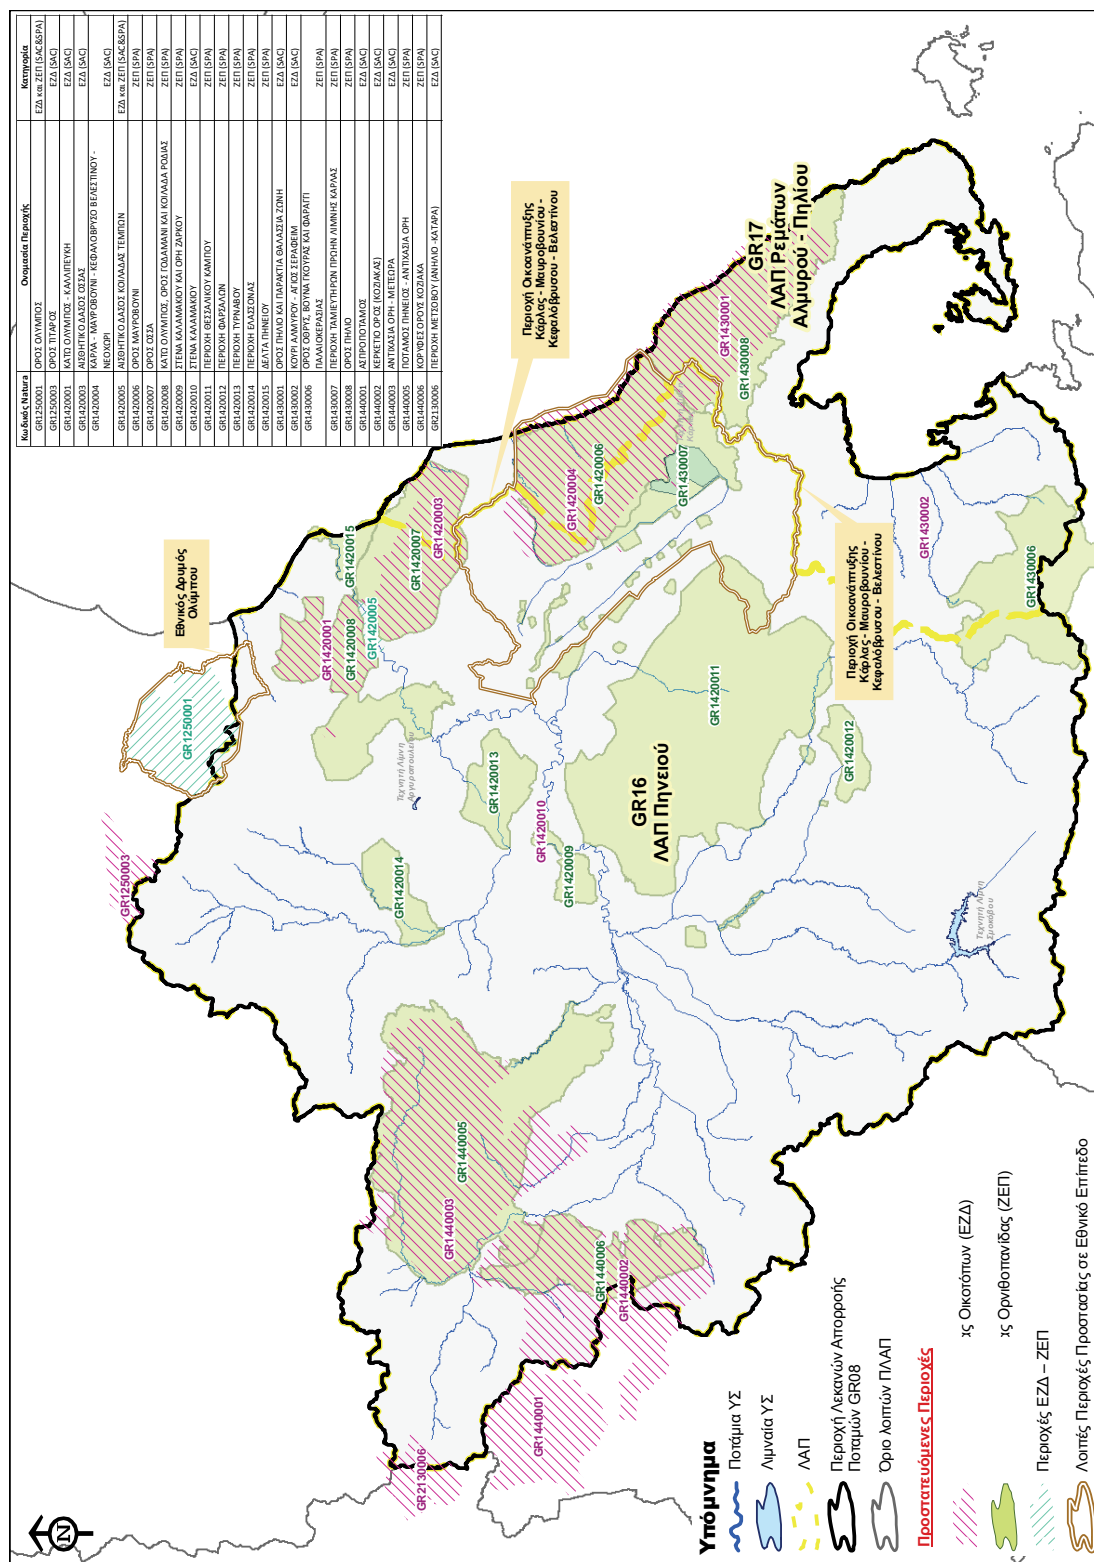 Κωδικός Natura Ονομασία Περιοχής Κατηγορία
GR1250001 ΟΡΟΣ ΟΛΥΜΠΟΣ ΕΖΔ και ΖΕΠ (SAC&SPA)
GR1250003 ΟΡΟΣ ΤΙΤΑΡΟΣ ΕΖΔ (SAC)
GR1420001 ΚΑΤΩ ΟΛΥΜΠΟΣ - ΚΑΛΛΙΠΕΥΚΗ ΕΖΔ (SAC)
GR1420003 ΑΙΣΘΗΤΙΚΟ ΔΑΣΟΣ ΟΣΣΑΣ ΕΖΔ (SAC)
GR1420004 ΚΑΡΛΑ - ΜΑΥΡΟΒΟΥΝΙ - ΚΕΦΑΛΟΒΡΥΣΟ ΒΕΛΕΣΤΙΝΟΥ -
ΝΕΟΧΩΡΙ ΕΖΔ (SAC)
GR1420005 ΑΙΣΘΗΤΙΚΟ ΔΑΣΟΣ ΚΟΙΛΑΔΑΣ ΤΕΜΠΩΝ ΕΖΔ και ΖΕΠ (SAC&SPA)
GR1420006 ΟΡΟΣ ΜΑΥΡΟΒΟΥΝΙ ΖΕΠ (SPA)
GR1420007 ΟΡΟΣ ΟΣΣΑ ΖΕΠ (SPA)
GR1420008 ΚΑΤΩ ΟΛΥΜΠΟΣ, ΟΡΟΣ ΓΟΔΑΜΑΝΙ ΚΑΙ ΚΟΙΛΑΔΑ ΡΟΔΙΑΣ ΖΕΠ (SPA)
GR1420009 ΣΤΕΝΑ ΚΑΛΑΜΑΚΙΟΥ ΚΑΙ ΟΡΗ ΖΑΡΚΟΥ ΖΕΠ (SPA)
GR1420010 ΣΤΕΝΑ ΚΑΛΑΜΑΚΙΟΥ ΕΖΔ (SAC)
GR1420011 ΠΕΡΙΟΧΗ ΘΕΣΣΑΛΙΚΟΥ ΚΑΜΠΟΥ ΖΕΠ (SPA)
GR1420012 ΠΕΡΙΟΧΗ ΦΑΡΣΑΛΩΝ ΖΕΠ (SPA)
GR1420013 ΠΕΡΙΟΧΗ ΤΥΡΝΑΒΟΥ ΖΕΠ (SPA)
GR1420014 ΠΕΡΙΟΧΗ ΕΛΑΣΣΟΝΑΣ ΖΕΠ (SPA)
GR1420015 ΔΕΛΤΑ ΠΗΝΕΙΟΥ ΖΕΠ (SPA)
GR1430001 ΟΡΟΣ ΠΗΛΙΟ ΚΑΙ ΠΑΡΑΚΤΙΑ ΘΑΛΑΣΣΙΑ ΖΩΝΗ ΕΖΔ (SAC)
GR1430002 ΚΟΥΡΙ ΑΛΜΥΡΟΥ - ΑΓΙΟΣ ΣΕΡΑΦΕΙΜ ΕΖΔ (SAC)
GR1430006 ΟΡΟΣ ΟΘΡΥΣ, ΒΟΥΝΑ ΓΚΟΥΡΑΣ ΚΑΙ ΦΑΡΑΓΓΙ
ΠΑΛΑΙΟΚΕΡΑΣΙΑΣ ΖΕΠ (SPA)
GR1430007 ΠΕΡΙΟΧΗ ΤΑΜΙΕΥΤΗΡΩΝ ΠΡΩΗΝ ΛΙΜΝΗΣ ΚΑΡΛΑΣ ΖΕΠ (SPA)
GR1430008 ΟΡΟΣ ΠΗΛΙΟ ΖΕΠ (SPA)
GR1440001 ΑΣΠΡΟΠΟΤΑΜΟΣ ΕΖΔ (SAC)
GR1440002 ΚΕΡΚΕΤΙΟ ΟΡΟΣ (ΚΟΖΙΑΚΑΣ) ΕΖΔ (SAC)
GR1440003 ΑΝΤΙΧΑΣΙΑ ΟΡΗ - ΜΕΤΕΩΡΑ ΕΖΔ (SAC)
GR1440005 ΠΟΤΑΜΟΣ ΠΗΝΕΙΟΣ - ΑΝΤΙΧΑΣΙΑ ΟΡΗ ΖΕΠ (SPA)
GR1440006 ΚΟΡΥΦΕΣ ΟΡΟΥΣ ΚΟΖΙΑΚΑ ΖΕΠ (SPA)
GR2130006 ΠΕΡΙΟΧΗ ΜΕΤΣΟΒΟΥ (ΑΝΗΛΙΟ - ΚΑΤΑΡΑ) ΕΖΔ (SAC)
Εθνικός Δρυμός
Ολύμπου
Περιοχή Οικοανάπτυξης
Κάρλας - Μαυροβουνίου -
Κεφαλόβρυσου - Βελεστίνου
GR1250003
GR1250001
GR1420001
GR1420008
GR1420005
GR1420015
GR1420007
GR1420003
GR1420004
GR1420006
GR1430007
GR1430008
GR1430001
GR17
ΛΑΠ Ρεμάτων
Αλμυρού - Πηλίου
Τεχνητή Λίμνη
Αργυροπουλείου
GR1420014
GR1420013
GR1420010
GR1420009
GR16
ΛΑΠ Πηνειού
GR1420011
GR1420012
Περιοχή Οικοανάπτυξης
Κάρλας - Μαυροβουνίου -
Κεφαλόβρυσου - Βελεστίνου
GR1430002
GR1430006
Τεχνητή Λίμνη
Σμοκόβου
GR1440005
GR1440003
GR1440006
GR1440002
GR1440001
GR2130006
N
Υπόμνημα
Ποτάμια ΥΣ
Λιμναία ΥΣ
ΛΑΠ
Περιοχή Λεκανών Απορροής
Ποταμών GR08
Όριο λοιπών ΠΛΑΠ
Προστατευόμενες Περιοχές
ις Οικοτόπων (ΕΖΔ)
ις Ορνιθοπανίδας (ΖΕΠ)
Περιοχές ΕΖΔ – ΖΕΠ
Λοιπές Περιοχές Προστασίας σε Εθνικό Επίπεδο